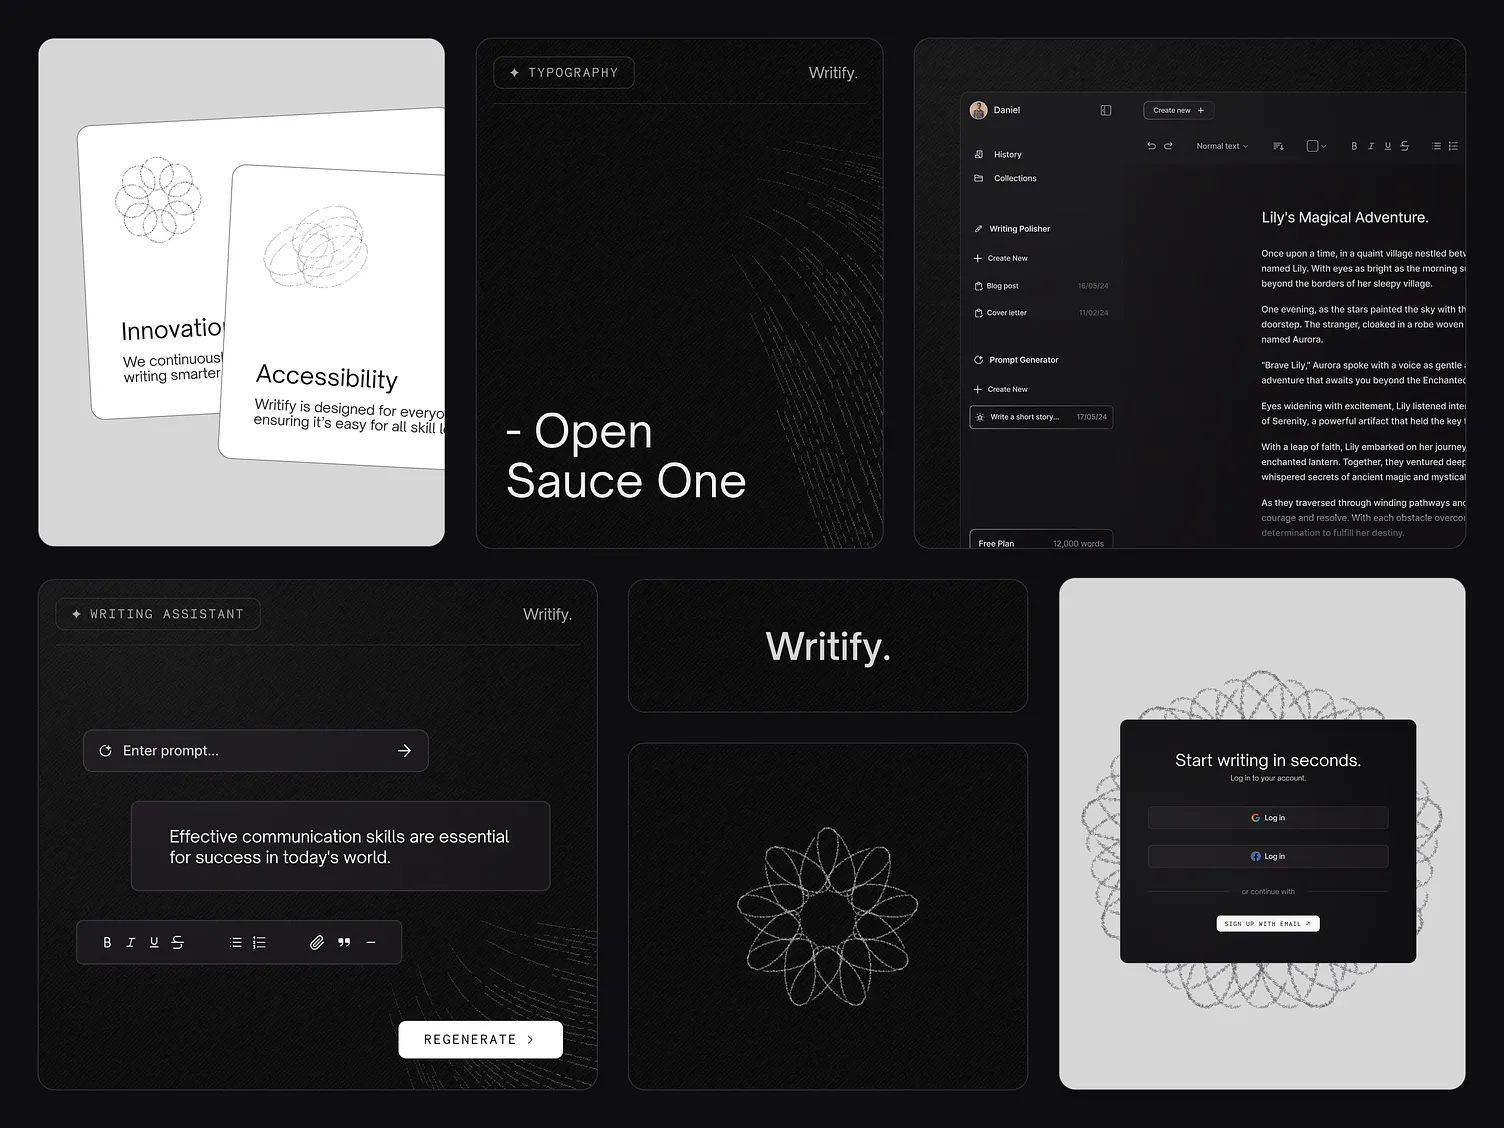 Innovatio
We continuousl
writing smarter
Accessibility
Writify is designed for everyo
ensuring it's easy for all skill l
✦ TYPOGRAPHY
Writify.
- Open
Sauce One
Daniel
Create new +
Normal text
B I U S
History
Collections
Writing Polisher
+ Create New
Blog post 16/05/24
Cover letter 11/02/24
Prompt Generator
+ Create New
Write a short story... 17/05/24
Free Plan 12,000 words
Lily's Magical Adventure.
Once upon a time, in a quaint village nestled betw
named Lily. With eyes as bright as the morning s
beyond the borders of her sleepy village.
One evening, as the stars painted the sky with th
doorstep. The stranger, cloaked in a robe woven
named Aurora.
"Brave Lily," Aurora spoke with a voice as gentle
adventure that awaits you beyond the Enchanted
Eyes widening with excitement, Lily listened inte
of Serenity, a powerful artifact that held the key
With a leap of faith, Lily embarked on her journey
enchanted lantern. Together, they ventured deep
whispered secrets of ancient magic and mystical
As they traversed through winding pathways and
courage and resolve. With each obstacle overcom
determination to fulfill her destiny.
✦ WRITING ASSISTANT
Writify.
Enter prompt...
Effective communication skills are essential
for success in today's world.
B I U S
REGENERATE >
Writify.
Start writing in seconds.
Log in to your account.
Log in
Log in
or continue with
SIGN UP WITH EMAIL ↗